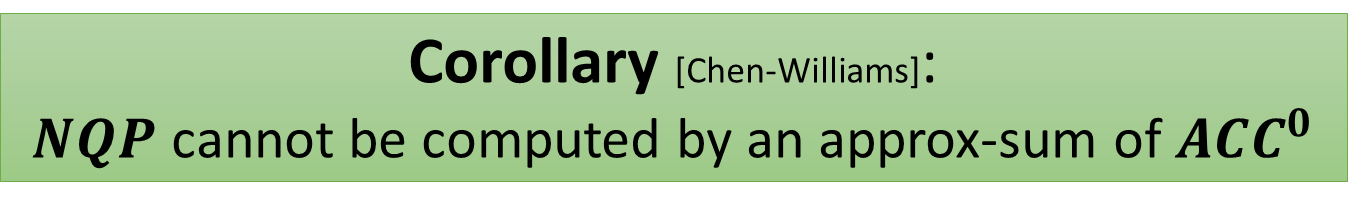 Corollary [Chen-Williams]:
NQP cannot be computed by an approx-sum of ACC⁰